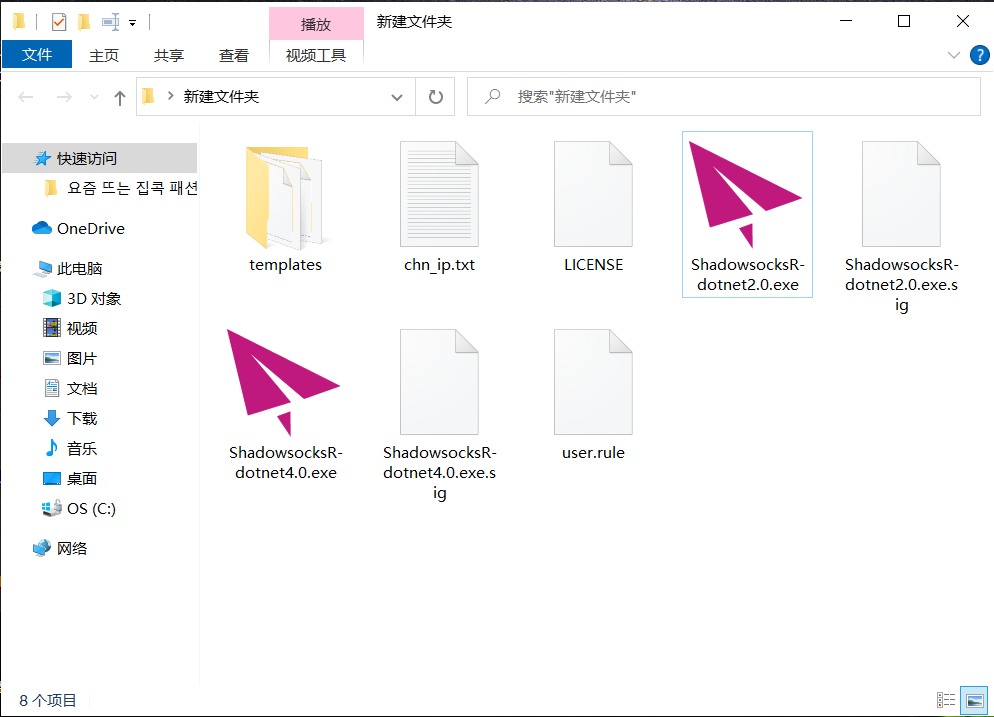 播放
新建文件夹
文件
主页
共享
查看
视频工具
新建文件夹
搜索"新建文件夹"
快速访问
요즘 뜨는 집콕 패션
OneDrive
此电脑
3D 对象
视频
图片
文档
下载
音乐
桌面
OS (C:)
网络
templates
chn_ip.txt
LICENSE
ShadowsocksR-
dotnet2.0.exe
ShadowsocksR-
dotnet2.0.exe.s
ig
ShadowsocksR-
dotnet4.0.exe
ShadowsocksR-
dotnet4.0.exe.s
ig
user.rule
8 个项目